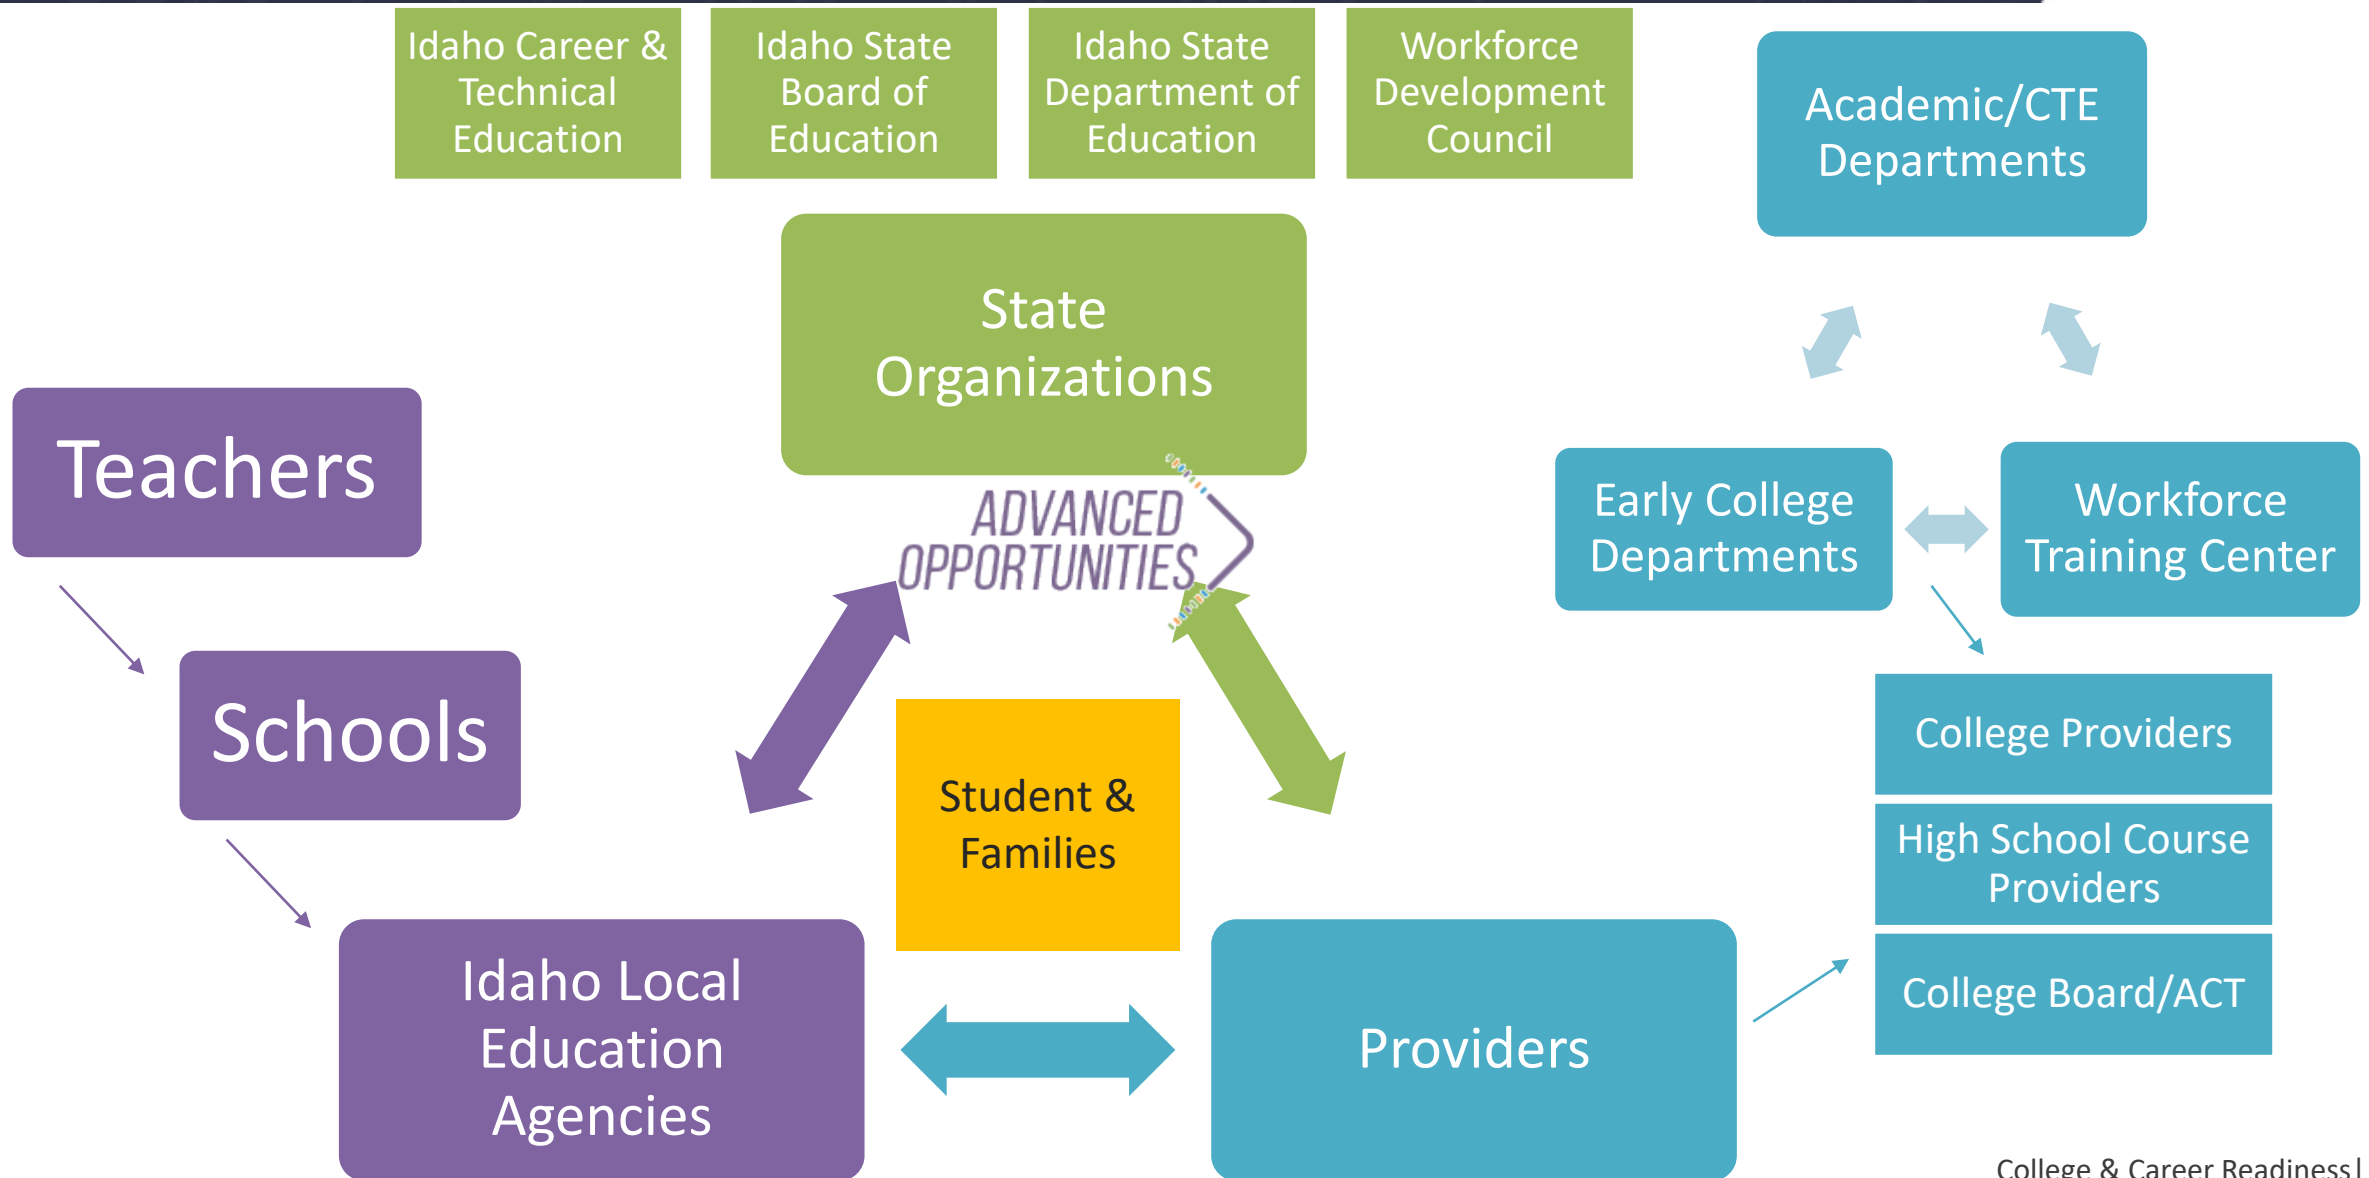 Idaho Career &
Technical
Education
Idaho State
Board of
Education
Idaho State
Department of
Education
Workforce
Development
Council
Academic/CTE
Departments
State
Organizations
Teachers
ADVANCED
OPPORTUNITIES
Early College
Departments
Workforce
Training Center
Schools
Student &
Families
College Providers
High School Course
Providers
College Board/ACT
Idaho Local
Education
Agencies
Providers
College & Career Readiness|